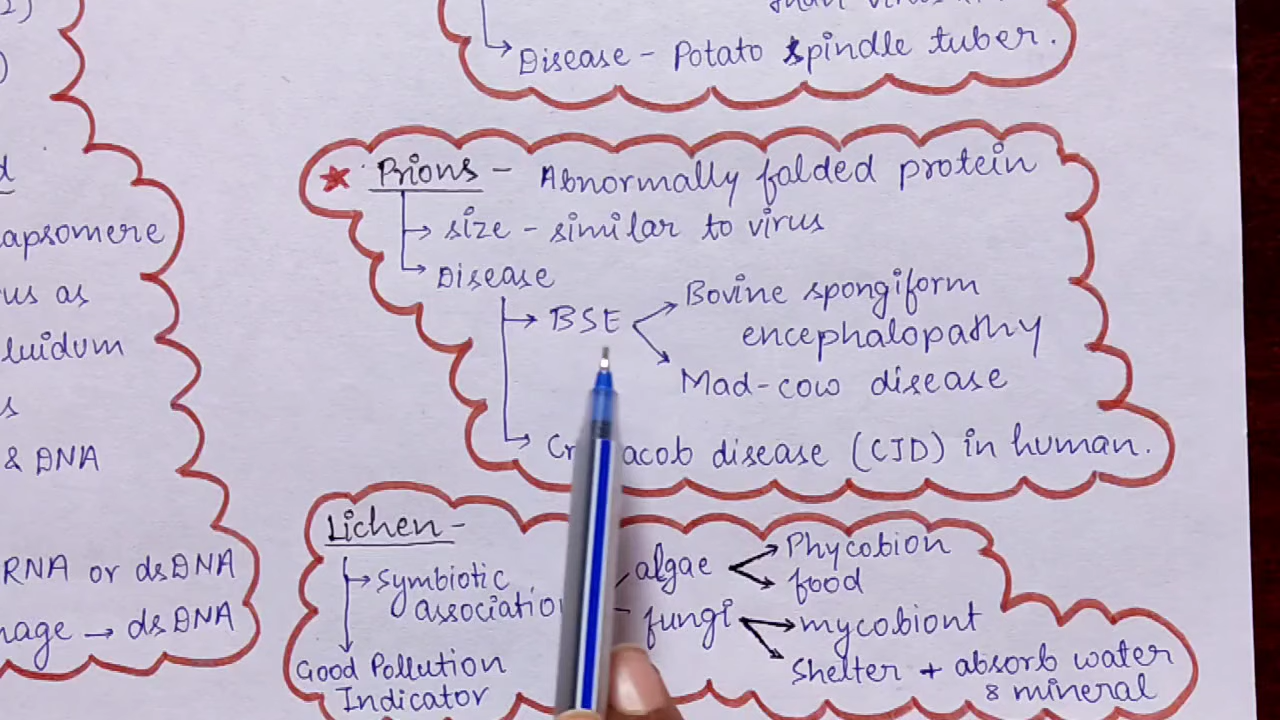 Disease - Potato spindle tuber.
Prions - Abnormally folded protein
size - similar to virus
Disease
BSE
Bovine spongiform
encephalopathy
Mad-cow disease
disease (CJD) in human.
Lichen -
Symbiotic
association
algae
Phycobion
food
fungi
mycobiont
Shelter + absorb water
& mineral
Good Pollution
Indicator
apsomere
us as
luidum
& DNA
RNA or dsDNA
hage → dsDNA